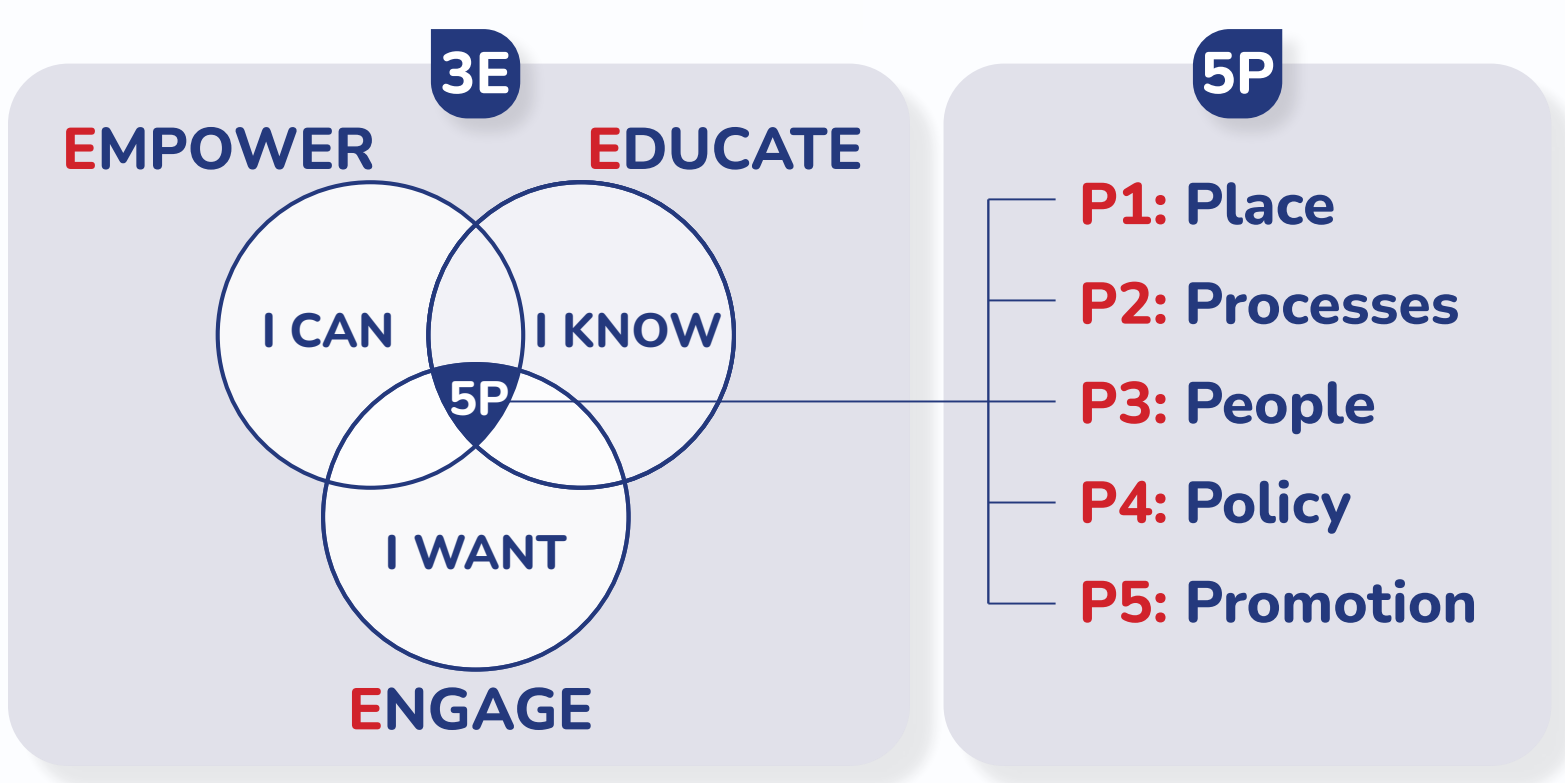 3E
EMPOWER
EDUCATE
I CAN
I KNOW
5P
I WANT
ENGAGE
5P
P1: Place
P2: Processes
P3: People
P4: Policy
P5: Promotion